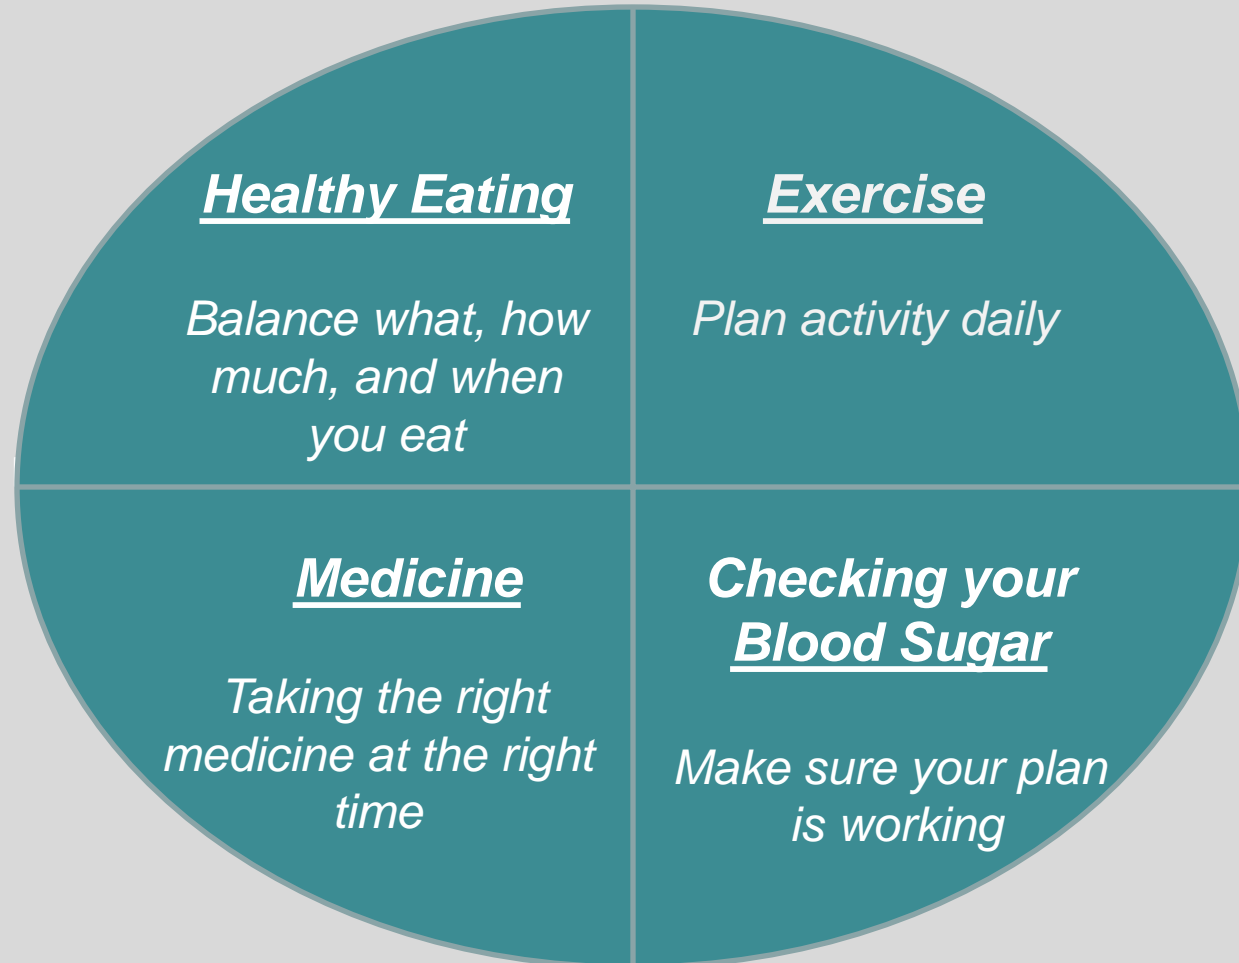 Healthy Eating
Balance what, how
much, and when
you eat
Exercise
Plan activity daily
Medicine
Taking the right
medicine at the right
time
Checking your
Blood Sugar
Make sure your plan
is working